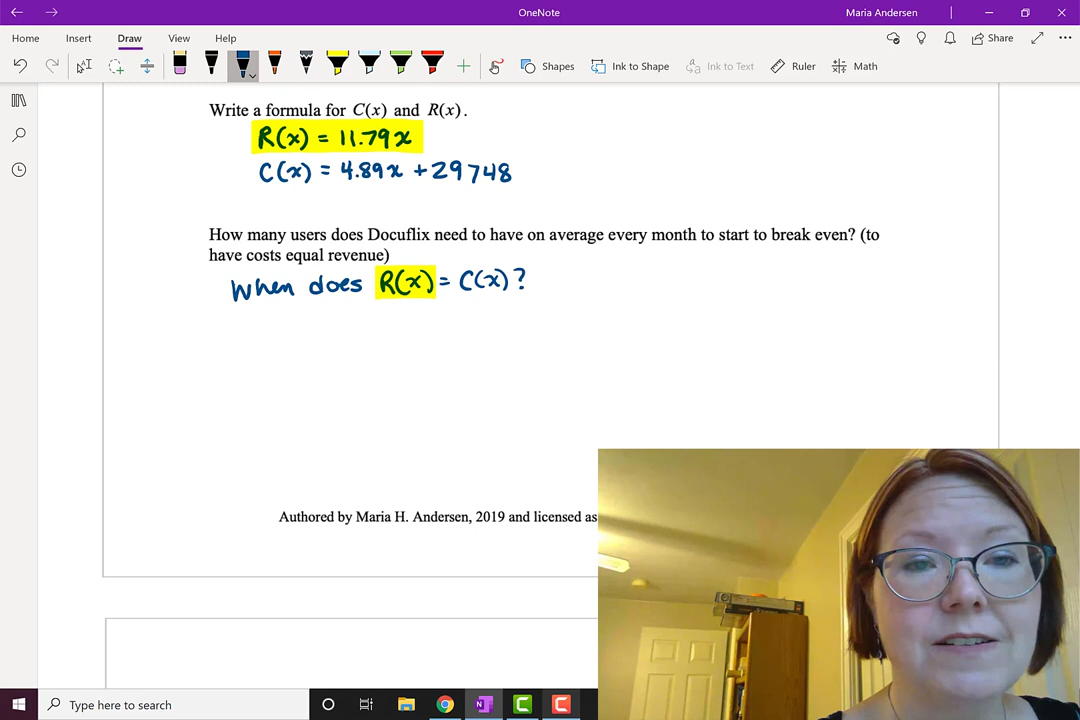 OneNote
Maria Andersen
Home Insert Draw View Help
Share
Shapes Ink to Shape Ink to Text Ruler Math
Write a formula for C(x) and R(x).
R(x) = 11.79x
C(x) = 4.89x + 29748
How many users does Docuflix need to have on average every month to start to break even? (to
have costs equal revenue)
When does R(x) = C(x)?
Authored by Maria H. Andersen, 2019 and licensed as
Type here to search